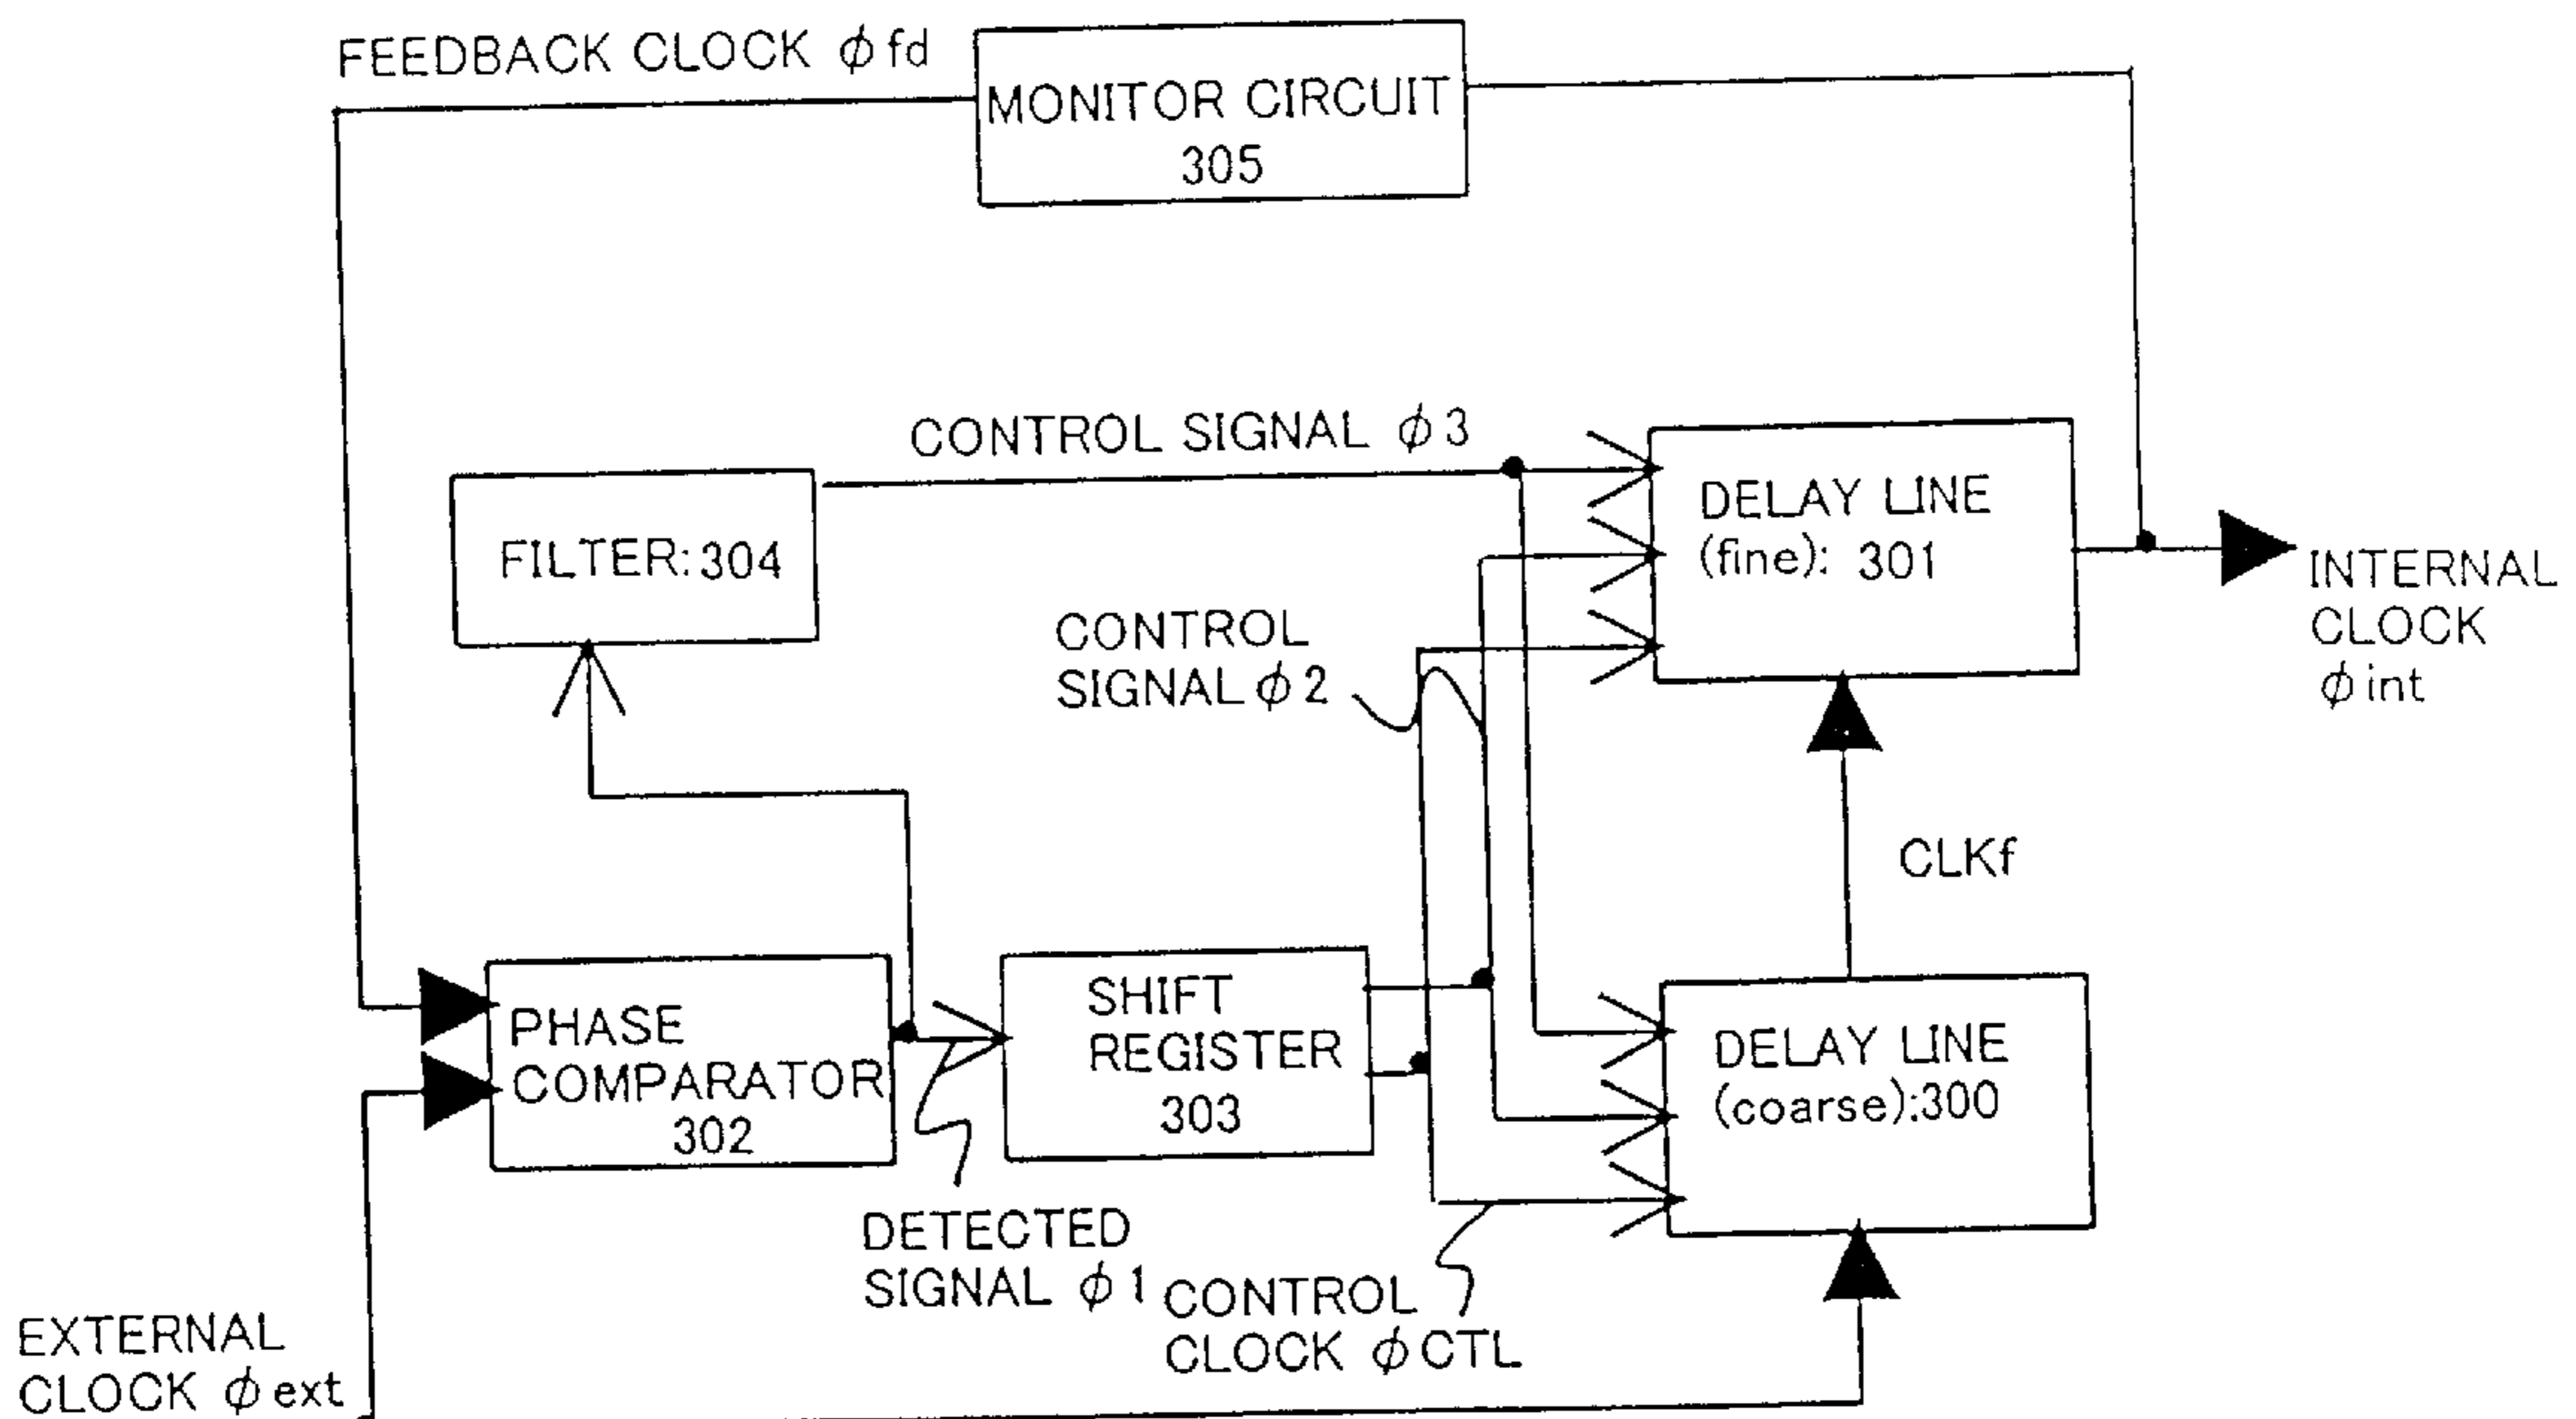 FEEDBACK CLOCK ϕfd
MONITOR CIRCUIT
305
CONTROL SIGNAL ϕ3
FILTER:304
DELAY LINE
(fine): 301
INTERNAL
CLOCK
ϕint
CONTROL
SIGNAL ϕ2
CLKf
PHASE
COMPARATOR
302
SHIFT
REGISTER
303
DELAY LINE
(coarse):300
DETECTED
SIGNAL ϕ1
CONTROL
CLOCK ϕCTL
EXTERNAL
CLOCK ϕext